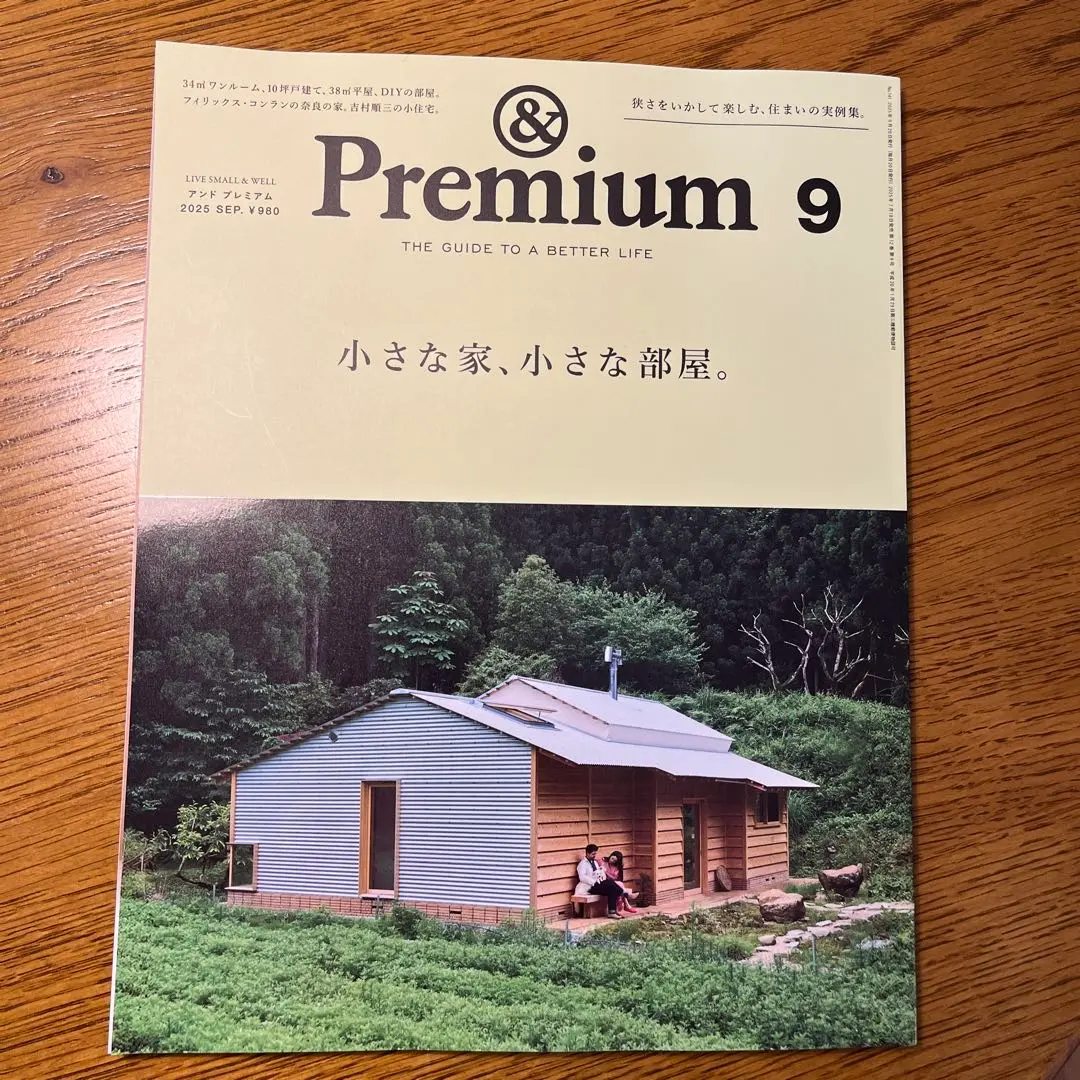 34㎡ワンルーム、10坪戸建て、38㎡平屋、DIYの部屋。
フィリックス・コンランの奈良の家。吉村順三の小住宅。
狭さをいかして楽しむ、住まいの実例集。
&
Premium 9
LIVE SMALL & WELL
アンド プレミアム
2025 SEP. ¥980
THE GUIDE TO A BETTER LIFE
小さな家、小さな部屋。